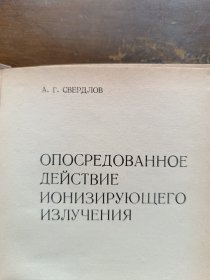 А. Г. СВЕРДЛОВ
ОПОСРЕДОВАННОЕ
ДЕЙСТВИЕ
ИОНИЗИРУЮЩЕГО
ИЗЛУЧЕНИЯ